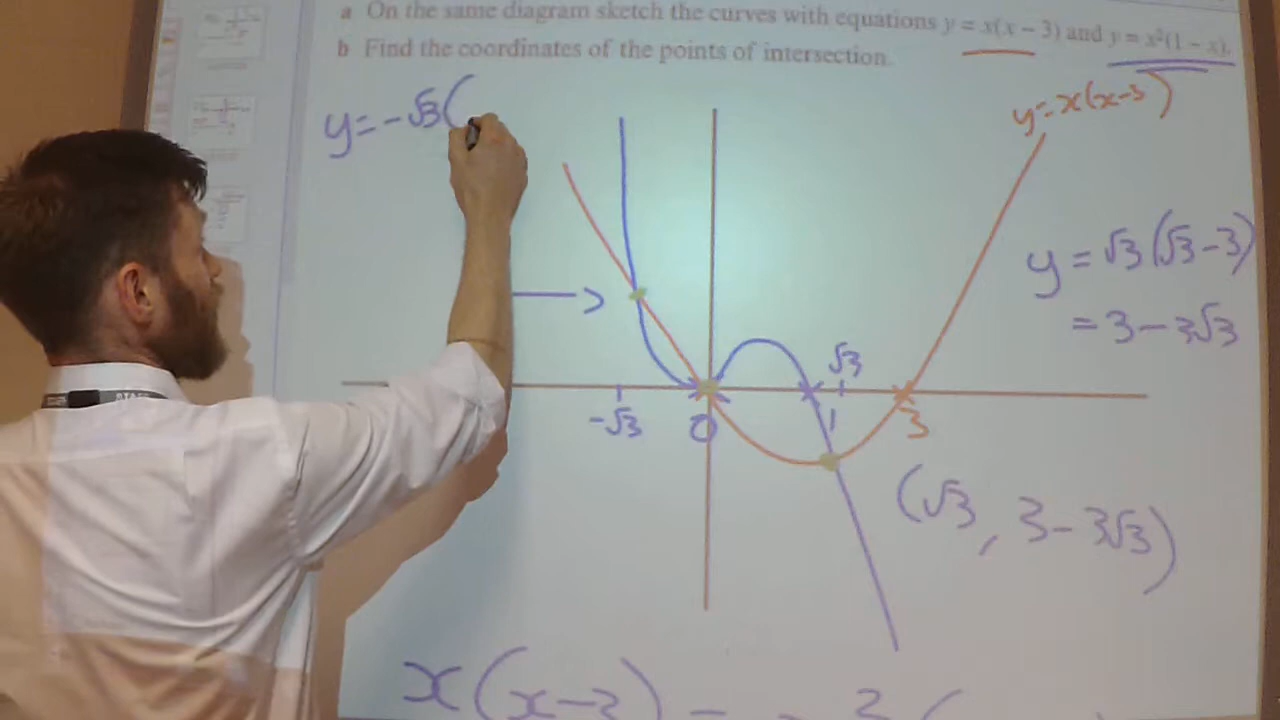 a On the same diagram sketch the curves with equations y = x(x − 3) and y = x²(1 − x).
b Find the coordinates of the points of intersection.
y = -√3(
y = x(x-3)
y = √3(√3-3)
= 3-3√3
√3
-√3
0
1
3
(√3, 3-3√3)
x(x-3) =